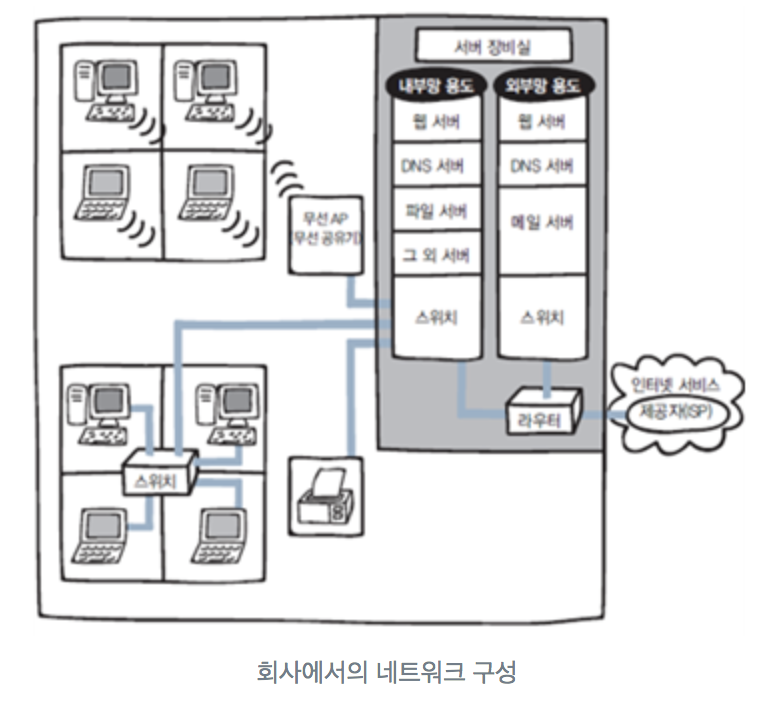 서버 장비실
내부망 용도
외부망 용도
웹 서버
웹 서버
DNS 서버
DNS 서버
파일 서버
메일 서버
그 외 서버
스위치
스위치
무선 AP
(무선 공유기)
라우터
인터넷 서비스
제공자(ISP)
스위치
회사에서의 네트워크 구성